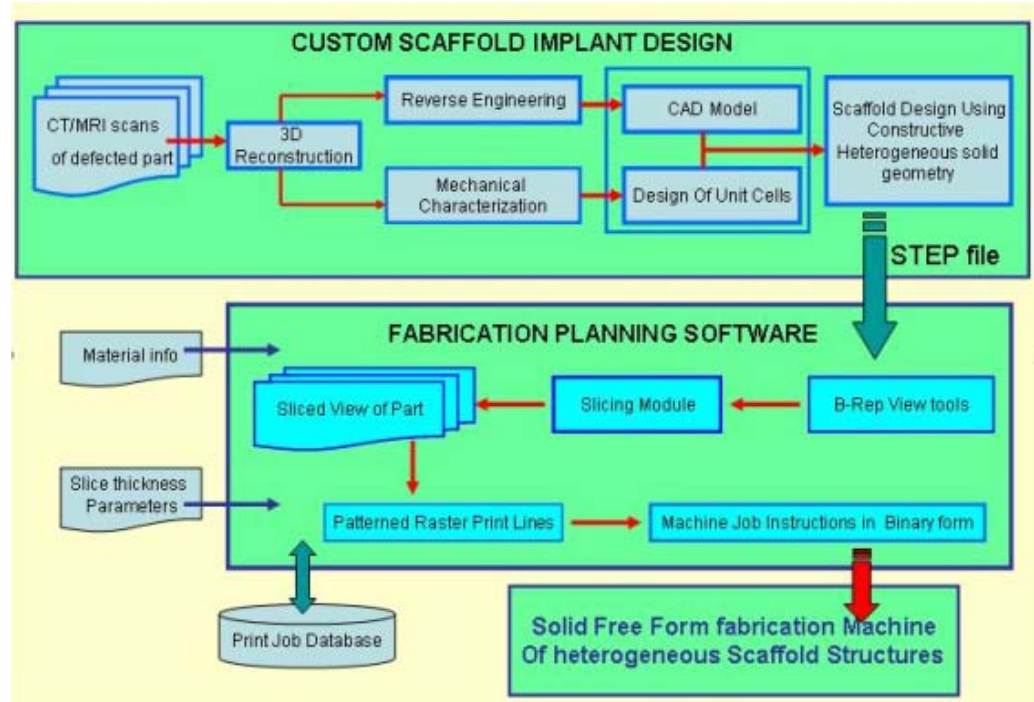 CUSTOM SCAFFOLD IMPLANT DESIGN
CT/MRI scans
of defected part
3D
Reconstruction
Reverse Engineering
Mechanical
Characterization
CAD Model
Design Of Unit Cells
Scaffold Design Using
Constructive
Heterogeneous solid
geometry
STEP file
FABRICATION PLANNING SOFTWARE
Material info
Sliced View of Part
Slicing Module
B-Rep View tools
Slice thickness
Parameters
Patterned Raster Print Lines
Machine Job Instructions in Binary form
Print Job Database
Solid Free Form fabrication Machine
Of heterogeneous Scaffold Structures